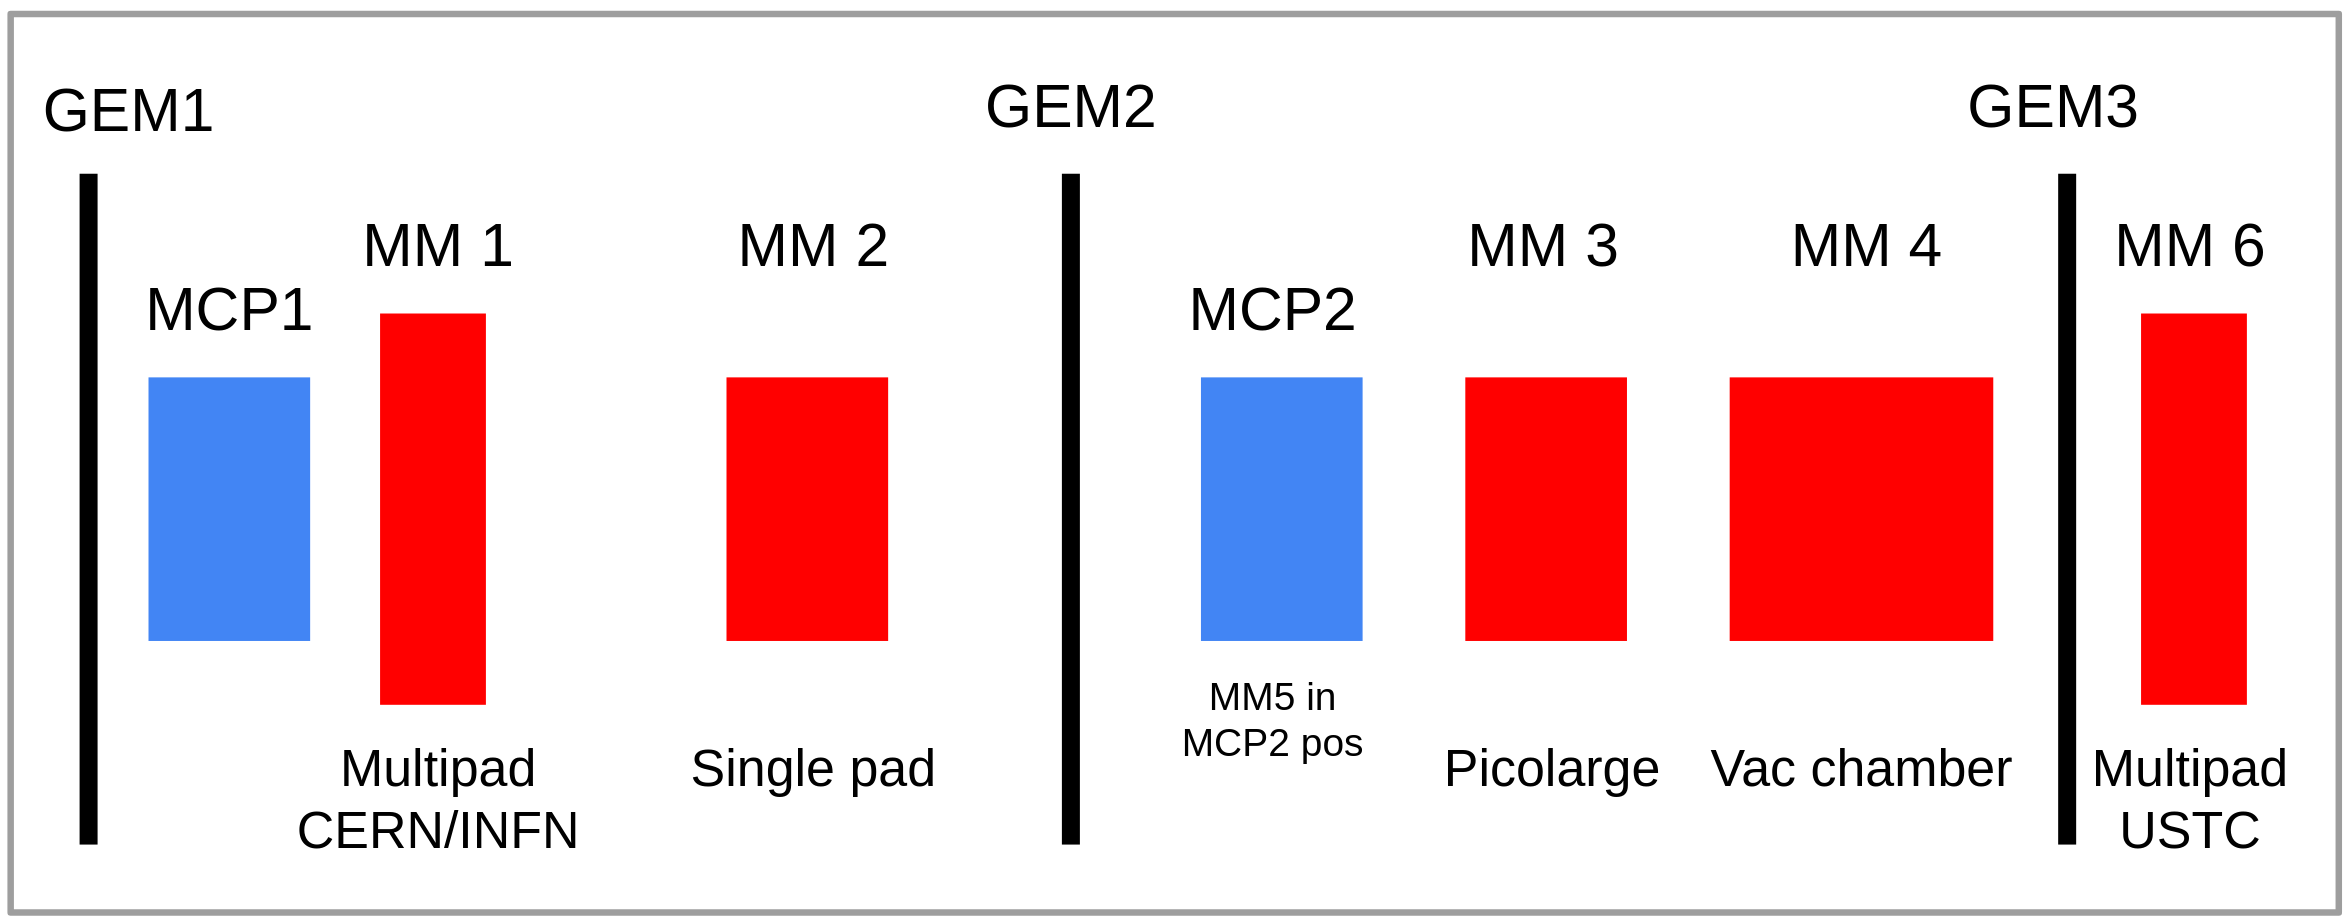 GEM1
GEM2
GEM3
MM 1
MM 2
MM 3
MM 4
MM 6
MCP1
MCP2
MM5 in
MCP2 pos
Multipad
CERN/INFN
Single pad
Picolarge
Vac chamber
Multipad
USTC